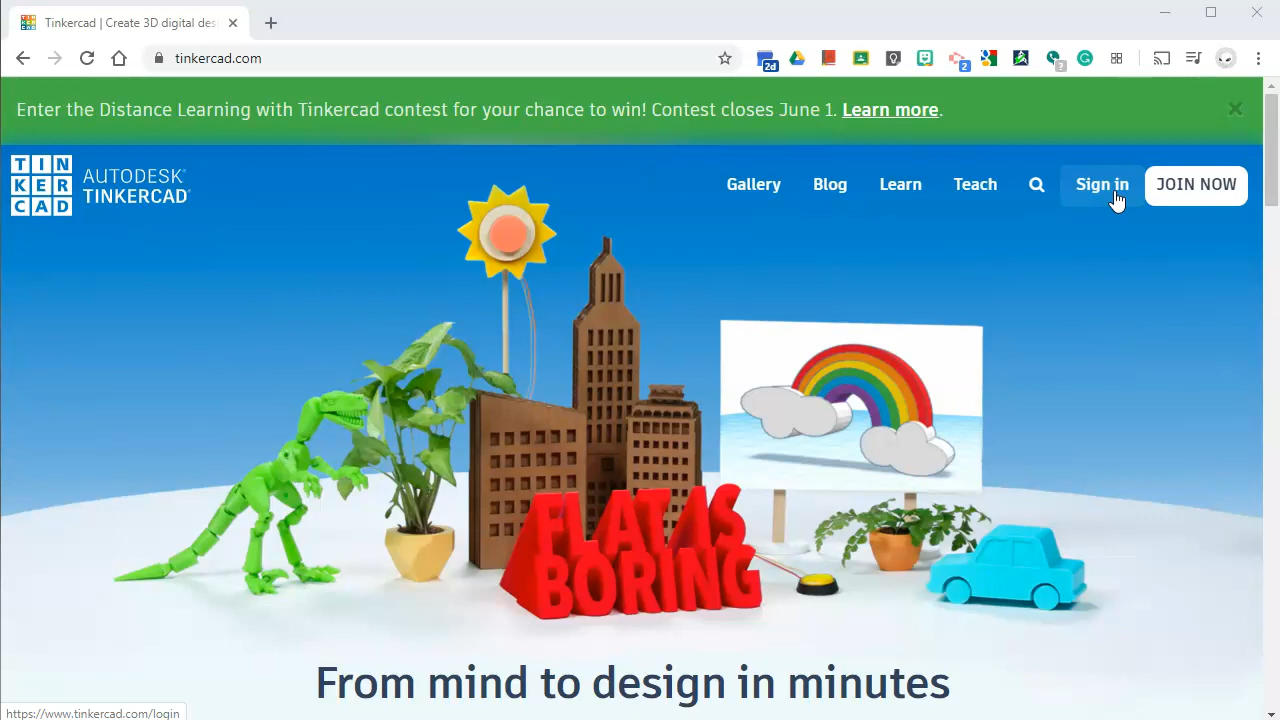 Tinkercad | Create 3D digital des
tinkercad.com
2d
2
?
Enter the Distance Learning with Tinkercad contest for your chance to win! Contest closes June 1. Learn more.
TIN
KER
CAD
AUTODESK®
TINKERCAD®
Gallery
Blog
Learn
Teach
Sign in
JOIN NOW
FLAT IS
BORING
From mind to design in minutes
https://www.tinkercad.com/login